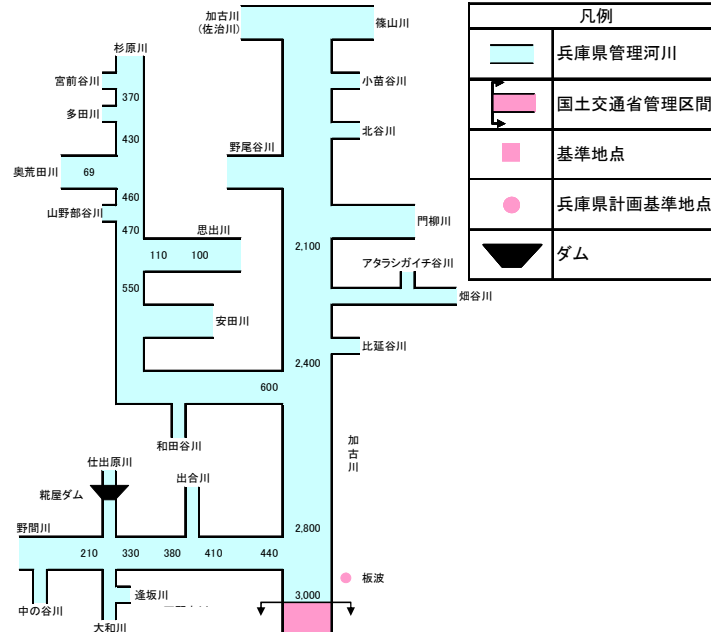 加古川
(佐治川)
篠山川
杉原川
宮前谷川
370
小苗谷川
多田川
430
北谷川
野尾谷川
奥荒田川
69
460
山野部谷川
470
思出川
門柳川
110
100
2,100
アタラシガイチ谷川
550
畑谷川
安田川
比延谷川
2,400
600
加古川
和田谷川
仕出原川
出合川
糀屋ダム
野間川
2,800
210
330
380
410
440
板波
3,000
逢坂川
中の谷川
大和川
凡例
兵庫県管理河川
国土交通省管理区間
基準地点
兵庫県計画基準地点
ダム